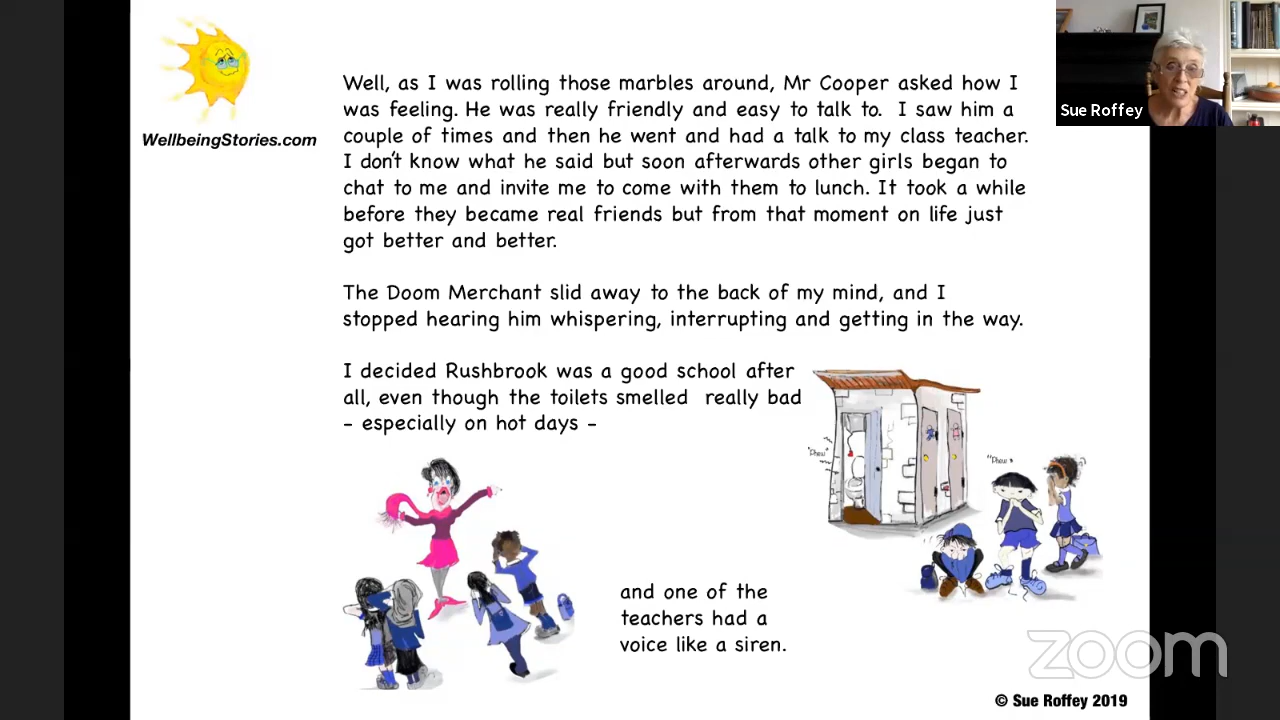 WellbeingStories.com
Well, as I was rolling those marbles around, Mr Cooper asked how I
was feeling. He was really friendly and easy to talk to.  I saw him a
couple of times and then he went and had a talk to my class teacher.
I don't know what he said but soon afterwards other girls began to
chat to me and invite me to come with them to lunch. It took a while
before they became real friends but from that moment on life just
got better and better.
The Doom Merchant slid away to the back of my mind, and I
stopped hearing him whispering, interrupting and getting in the way.
I decided Rushbrook was a good school after
all, even though the toilets smelled  really bad
- especially on hot days -
"Phew"
"Phew"
and one of the
teachers had a
voice like a siren.
Sue Roffey
zoom
© Sue Roffey 2019